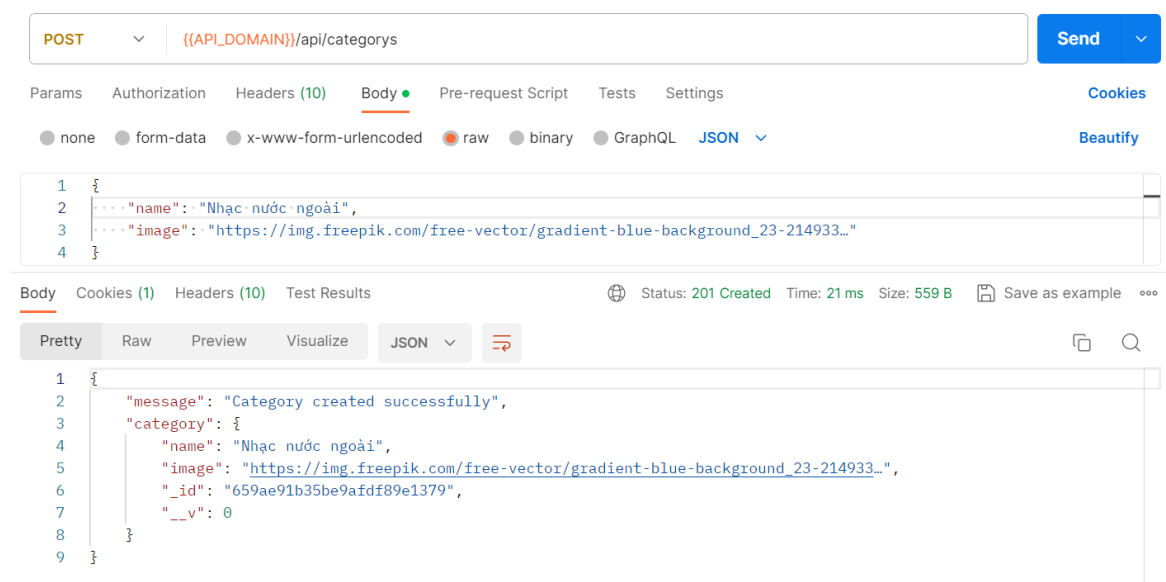 POST {{API_DOMAIN}}/api/categorys Send
Params Authorization Headers (10) Body Pre-request Script Tests Settings Cookies
none form-data x-www-form-urlencoded raw binary GraphQL JSON Beautify
1 {
2 "name": "Nhạc nước ngoài",
3 "image": "https://img.freepik.com/free-vector/gradient-blue-background_23-214933…"
4 }
Body Cookies (1) Headers (10) Test Results Status: 201 Created Time: 21 ms Size: 559 B Save as example
Pretty Raw Preview Visualize JSON
1 {
2 "message": "Category created successfully",
3 "category": {
4 "name": "Nhạc nước ngoài",
5 "image": "https://img.freepik.com/free-vector/gradient-blue-background_23-214933…",
6 "_id": "659ae91b35be9afdf89e1379",
7 "__v": 0
8 }
9 }